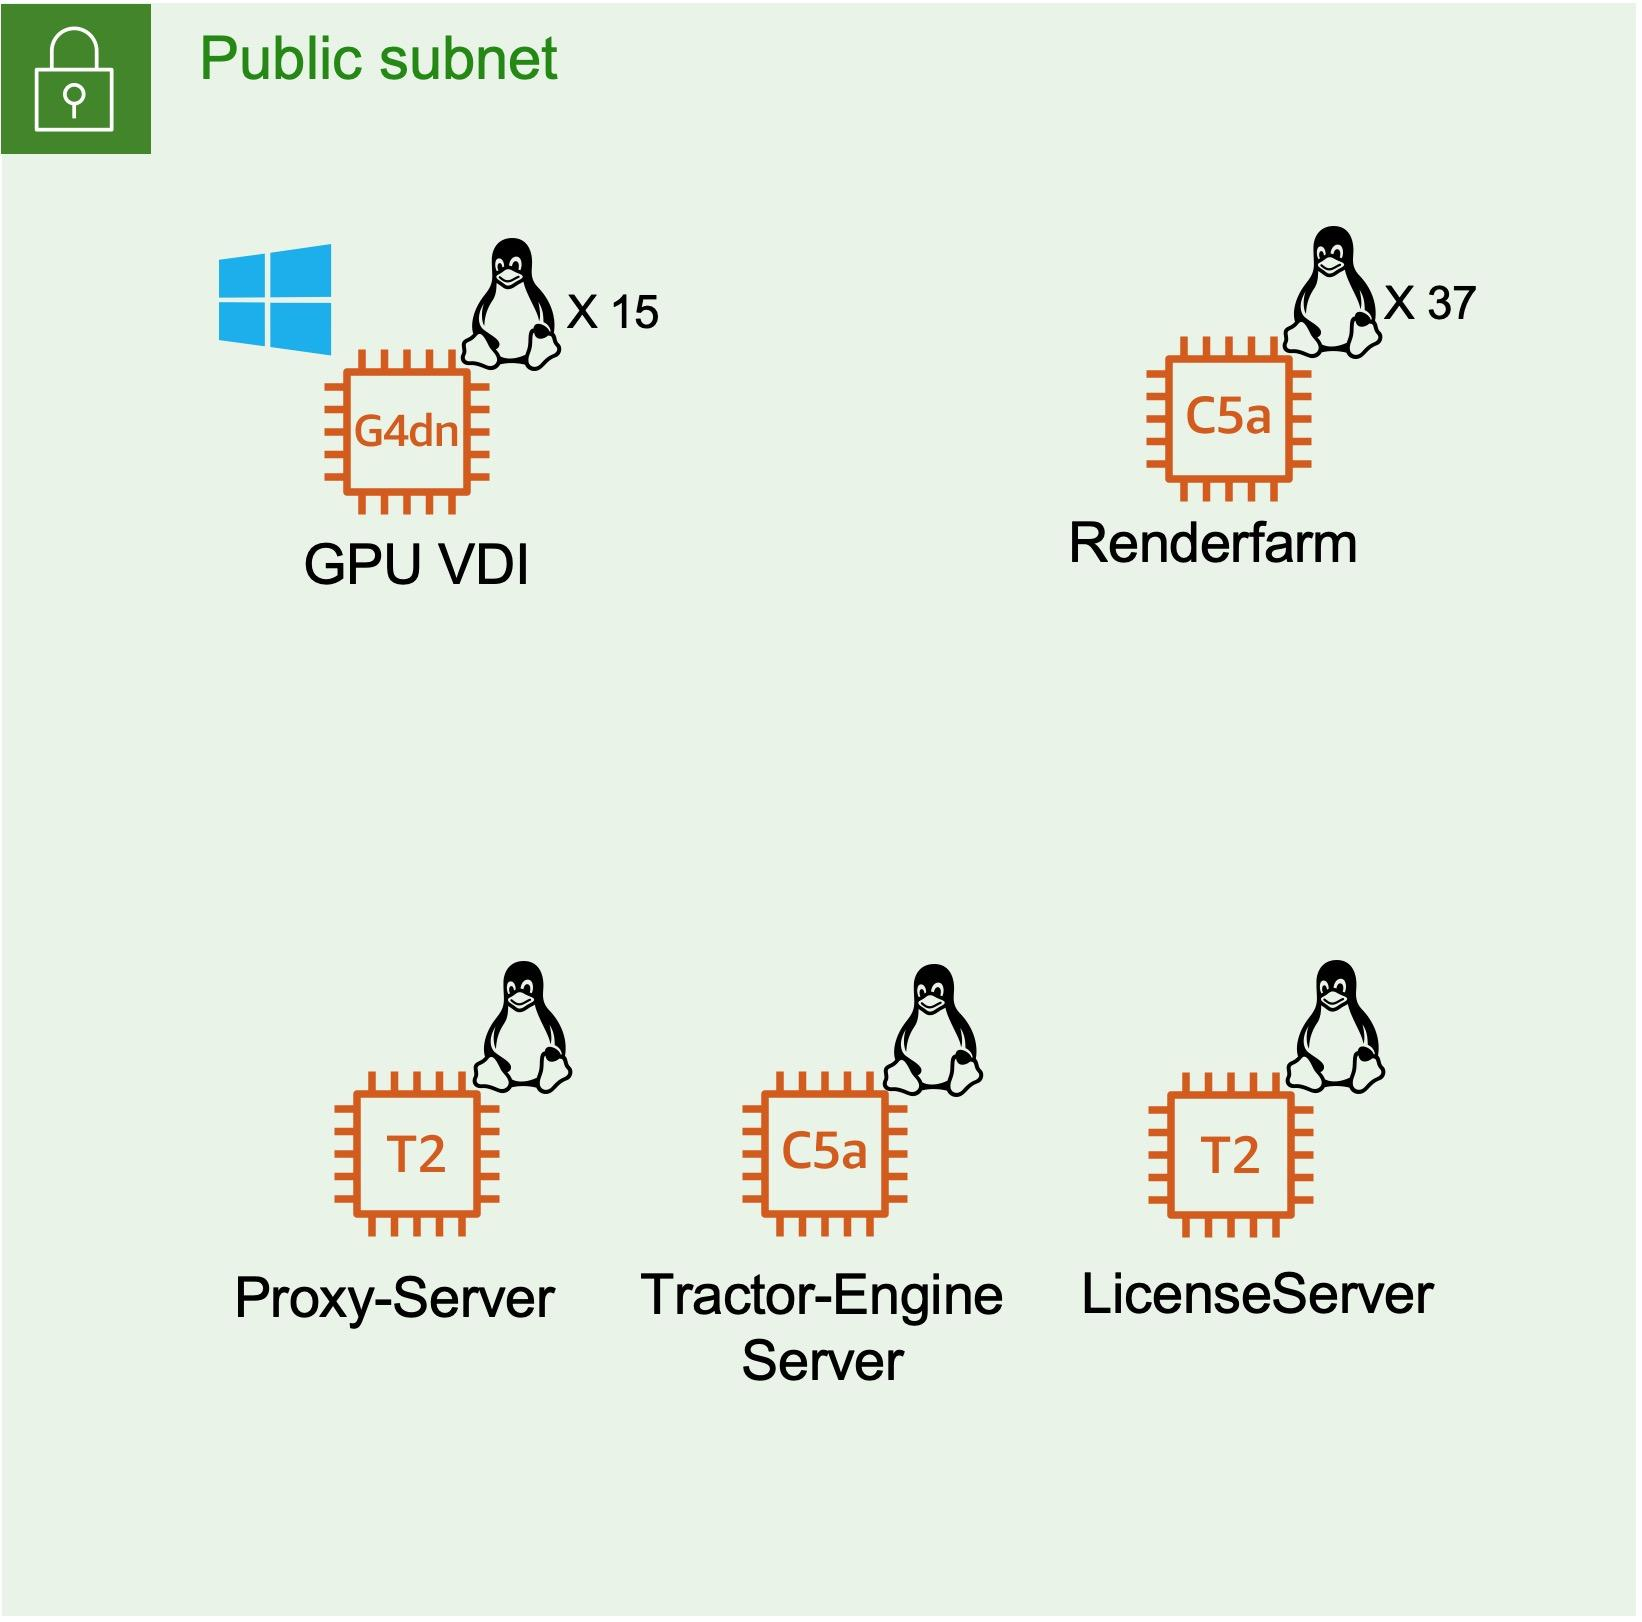 Public subnet
X 15
G4dn
GPU VDI
X 37
C5a
Renderfarm
T2
Proxy-Server
C5a
Tractor-Engine
Server
T2
LicenseServer